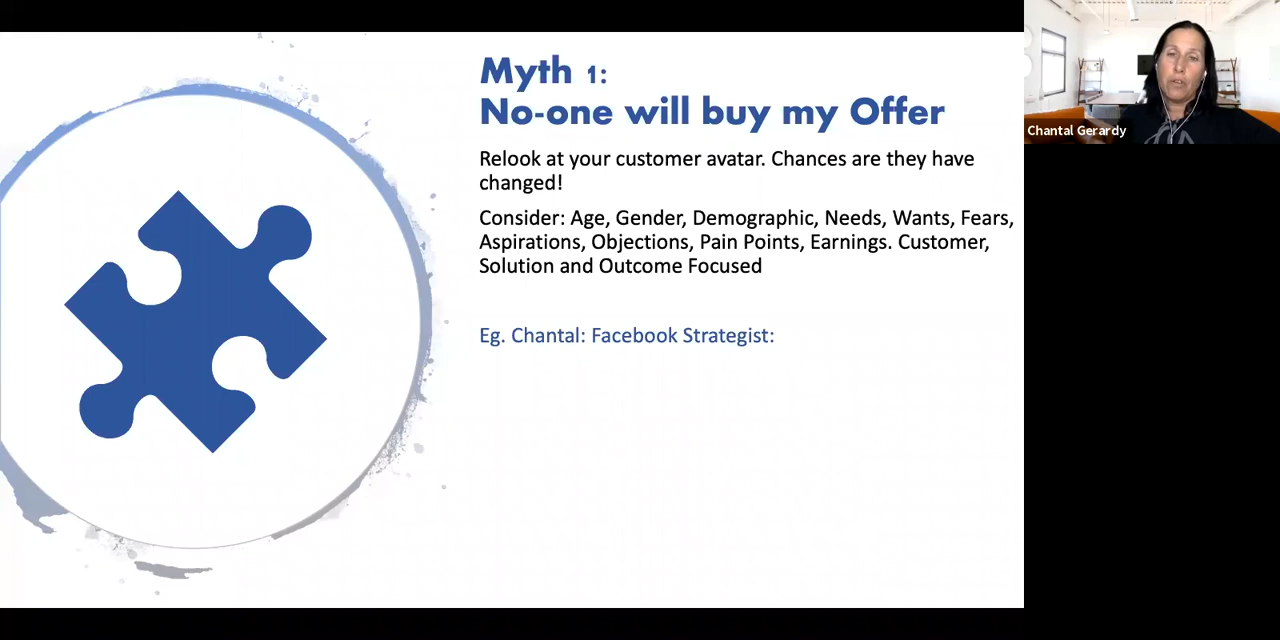 Myth 1:
No-one will buy my Offer
Relook at your customer avatar. Chances are they have
changed!
Consider: Age, Gender, Demographic, Needs, Wants, Fears,
Aspirations, Objections, Pain Points, Earnings. Customer,
Solution and Outcome Focused
Eg. Chantal: Facebook Strategist:
Chantal Gerardy